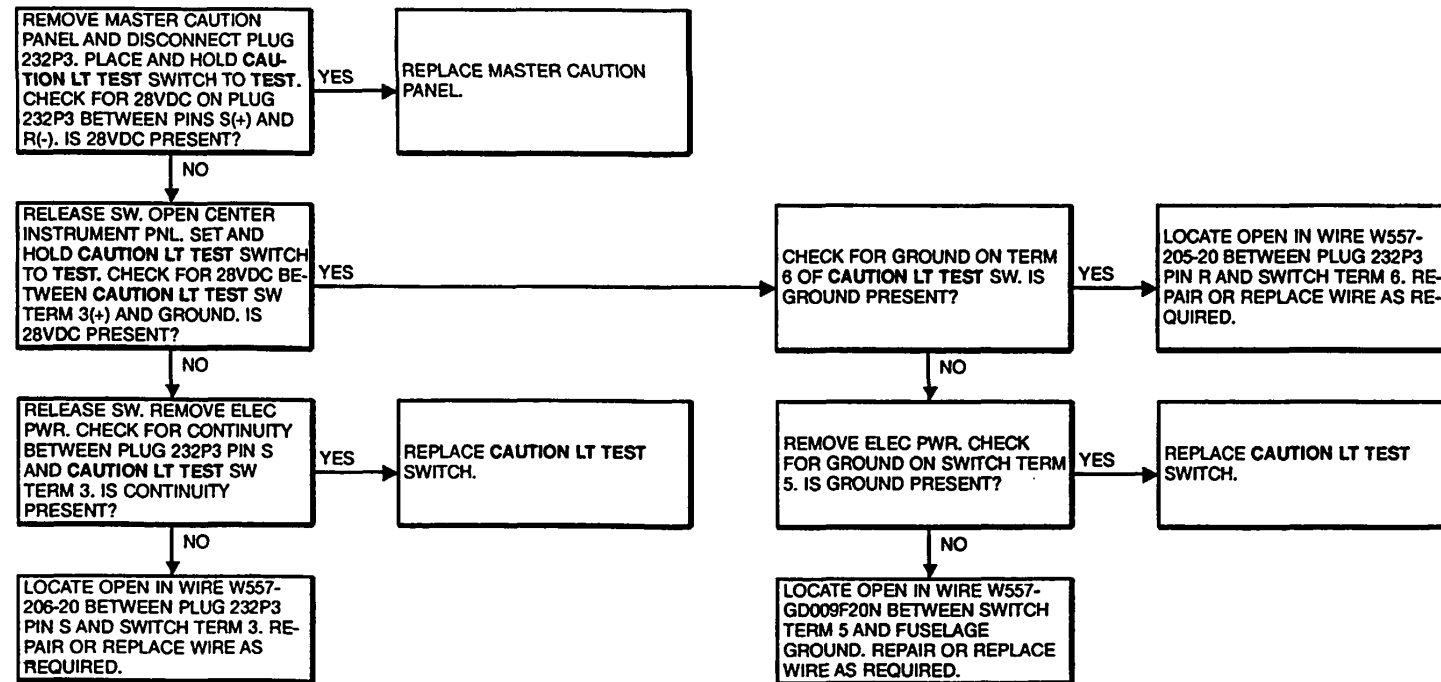 REMOVE MASTER CAUTION
PANEL AND DISCONNECT PLUG
232P3. PLACE AND HOLD CAU-
TION LT TEST SWITCH TO TEST.
CHECK FOR 28VDC ON PLUG
232P3 BETWEEN PINS S(+) AND
R(-). IS 28VDC PRESENT?
YES
REPLACE MASTER CAUTION
PANEL.
NO
RELEASE SW. OPEN CENTER
INSTRUMENT PNL. SET AND
HOLD CAUTION LT TEST SWITCH
TO TEST. CHECK FOR 28VDC BE-
TWEEN CAUTION LT TEST SW
TERM 3(+) AND GROUND. IS
28VDC PRESENT?
YES
CHECK FOR GROUND ON TERM
6 OF CAUTION LT TEST SW. IS
GROUND PRESENT?
YES
LOCATE OPEN IN WIRE W557-
205-20 BETWEEN PLUG 232P3
PIN R AND SWITCH TERM 6. RE-
PAIR OR REPLACE WIRE AS RE-
QUIRED.
NO
NO
RELEASE SW. REMOVE ELEC
PWR. CHECK FOR CONTINUITY
BETWEEN PLUG 232P3 PIN S
AND CAUTION LT TEST SW
TERM 3. IS CONTINUITY
PRESENT?
YES
REPLACE CAUTION LT TEST
SWITCH.
REMOVE ELEC PWR. CHECK
FOR GROUND ON SWITCH TERM
5. IS GROUND PRESENT?
YES
REPLACE CAUTION LT TEST
SWITCH.
NO
NO
LOCATE OPEN IN WIRE W557-
206-20 BETWEEN PLUG 232P3
PIN S AND SWITCH TERM 3. RE-
PAIR OR REPLACE WIRE AS
REQUIRED.
LOCATE OPEN IN WIRE W557-
GD009F20N BETWEEN SWITCH
TERM 5 AND FUSELAGE
GROUND. REPAIR OR REPLACE
WIRE AS REQUIRED.